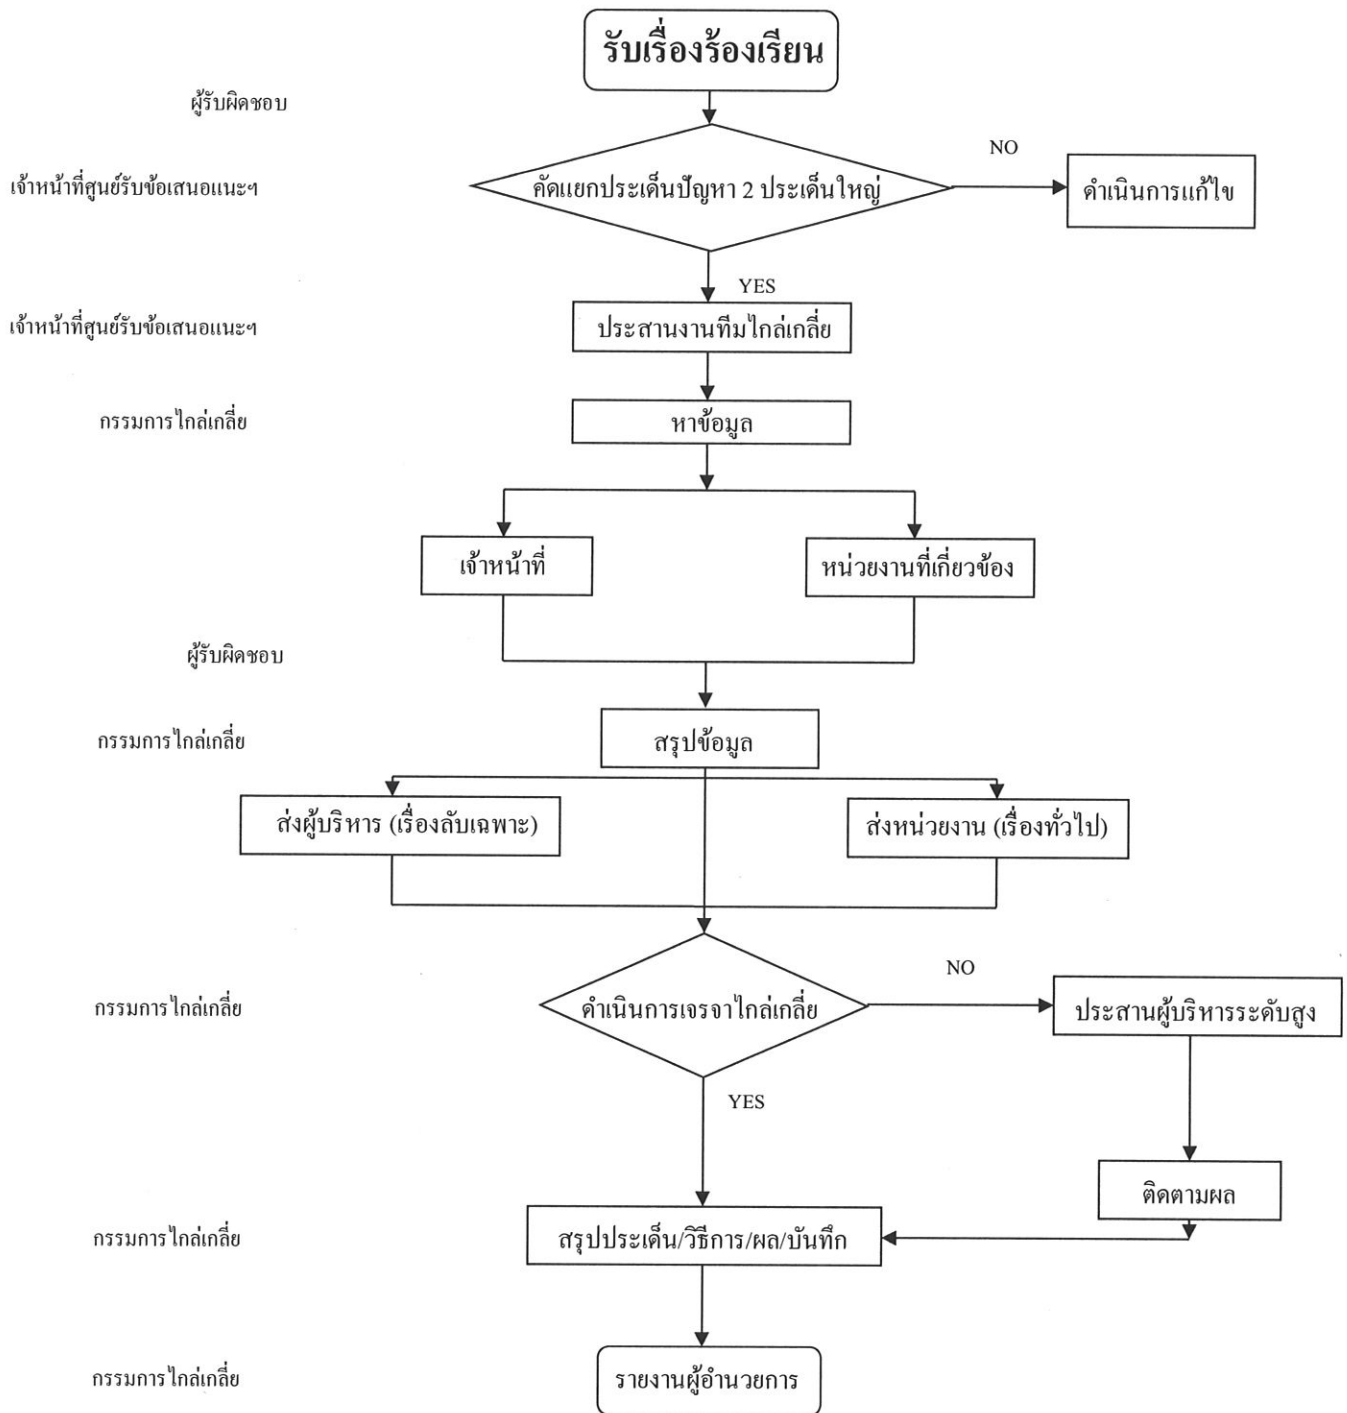 รับเรื่องร้องเรียน
ผู้รับผิดชอบ
NO
เจ้าหน้าที่ศูนย์รับข้อเสนอแนะฯ
คัดแยกประเด็นปัญหา 2 ประเด็นใหญ่
ดำเนินการแก้ไข
YES
เจ้าหน้าที่ศูนย์รับข้อเสนอแนะฯ
ประสานงานทีมไกล่เกลี่ย
กรรมการไกล่เกลี่ย
หาข้อมูล
เจ้าหน้าที่
หน่วยงานที่เกี่ยวข้อง
ผู้รับผิดชอบ
กรรมการไกล่เกลี่ย
สรุปข้อมูล
ส่งผู้บริหาร (เรื่องลับเฉพาะ)
ส่งหน่วยงาน (เรื่องทั่วไป)
NO
กรรมการไกล่เกลี่ย
ดำเนินการเจรจาไกล่เกลี่ย
ประสานผู้บริหารระดับสูง
YES
ติดตามผล
กรรมการไกล่เกลี่ย
สรุปประเด็น/วิธีการ/ผล/บันทึก
กรรมการไกล่เกลี่ย
รายงานผู้อำนวยการ